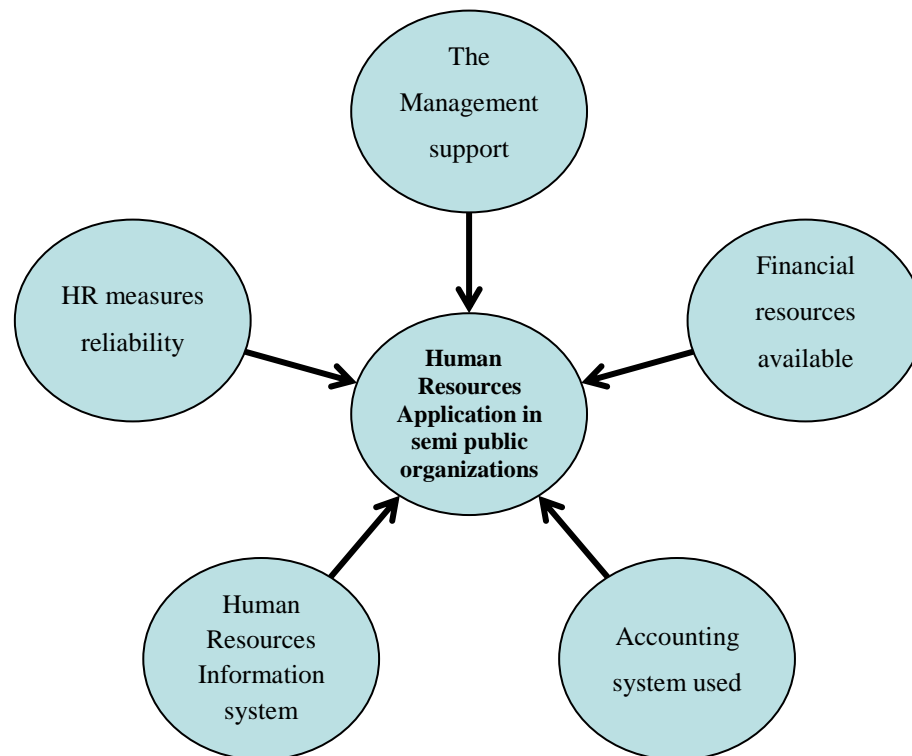 The
Management
support
HR measures
reliability
Financial
resources
available
Human
Resources
Application in
semi public
organizations
Human
Resources
Information
system
Accounting
system used